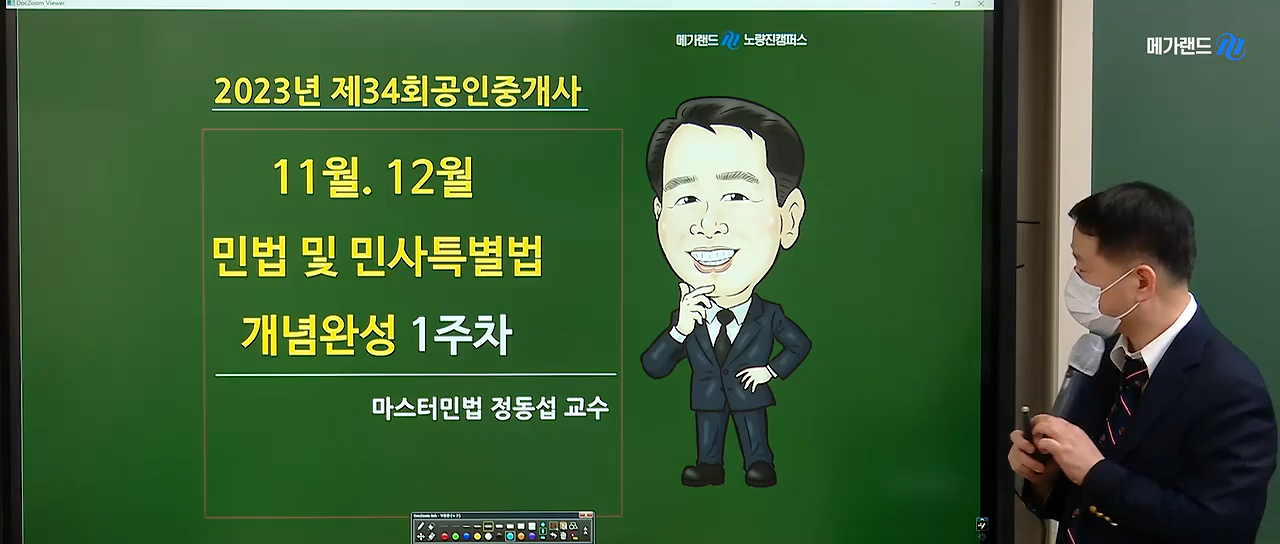 DocZoom Viewer
메가랜드 노량진캠퍼스
메가랜드
2023년 제34회공인중개사
11월. 12월
민법 및 민사특별법
개념완성 1주차
마스터민법 정동섭 교수